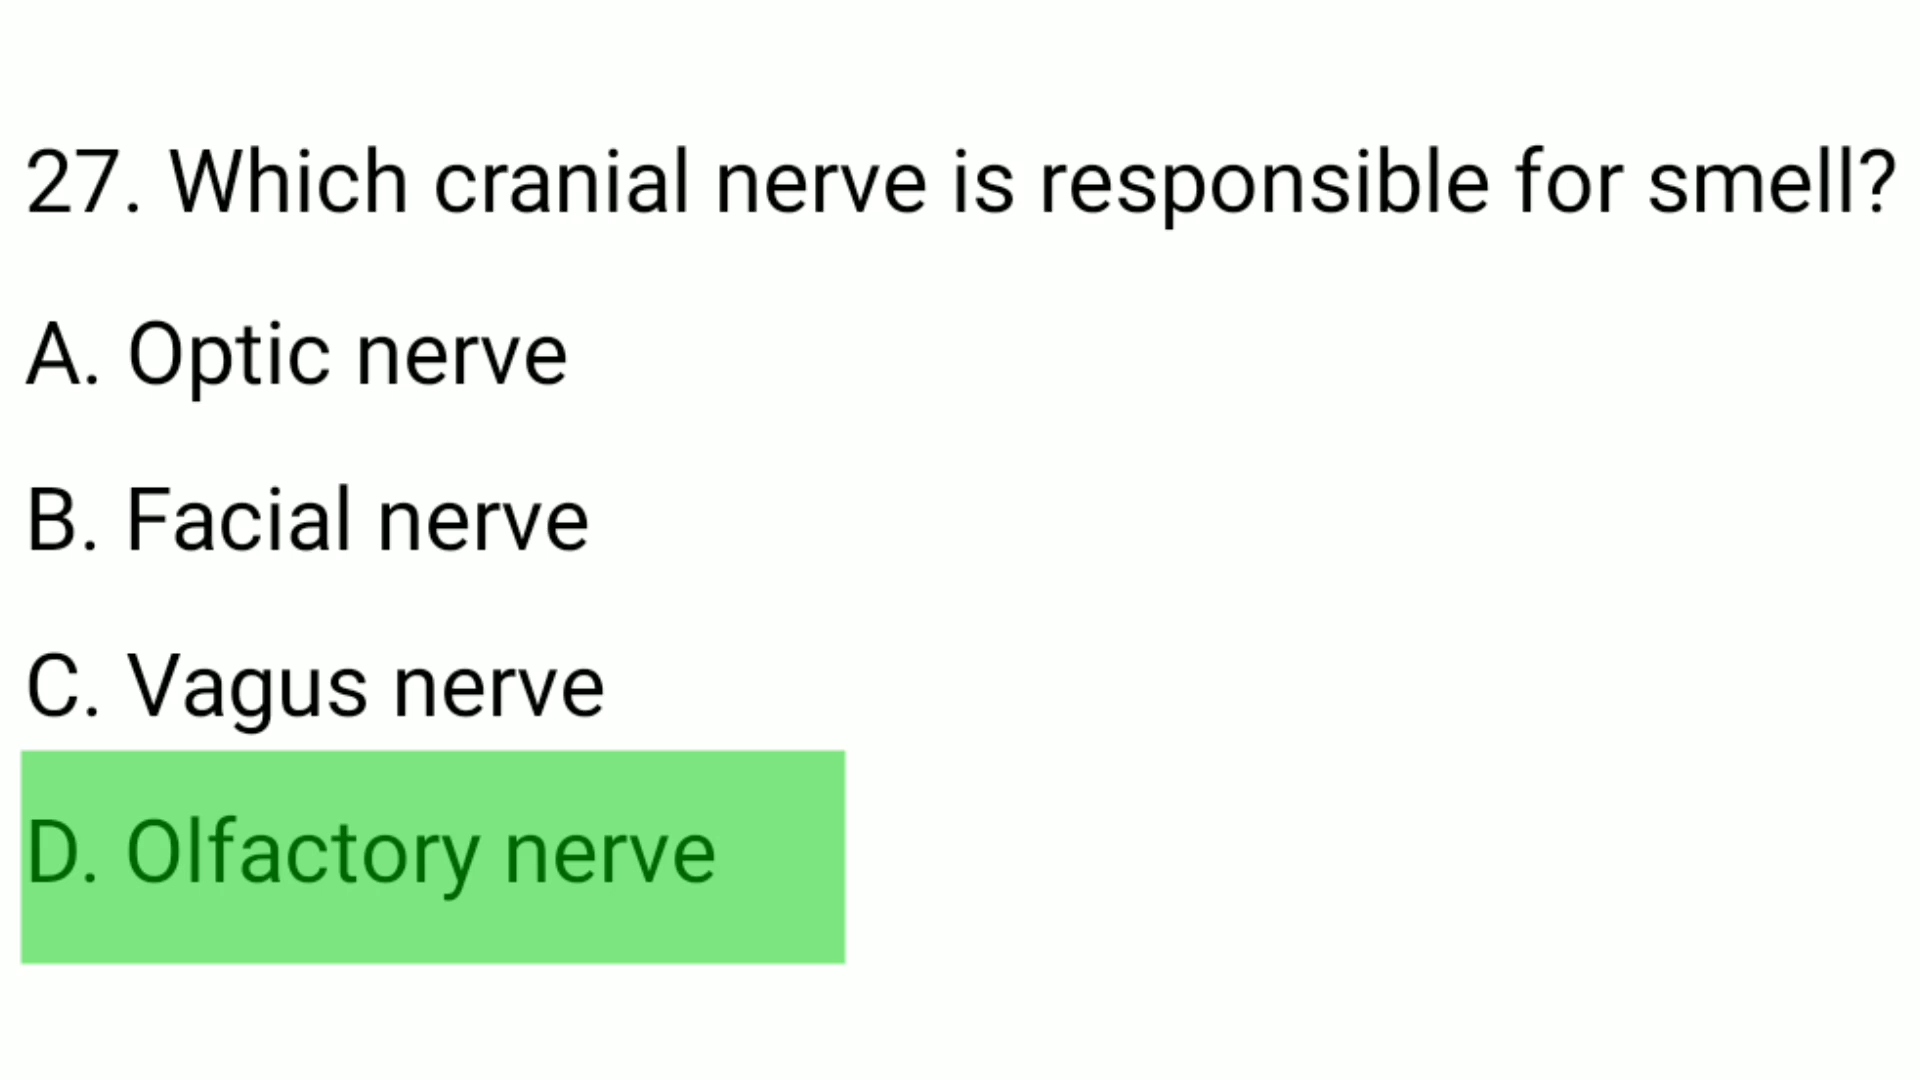 27. Which cranial nerve is responsible for smell?
A. Optic nerve
B. Facial nerve
C. Vagus nerve
D. Olfactory nerve